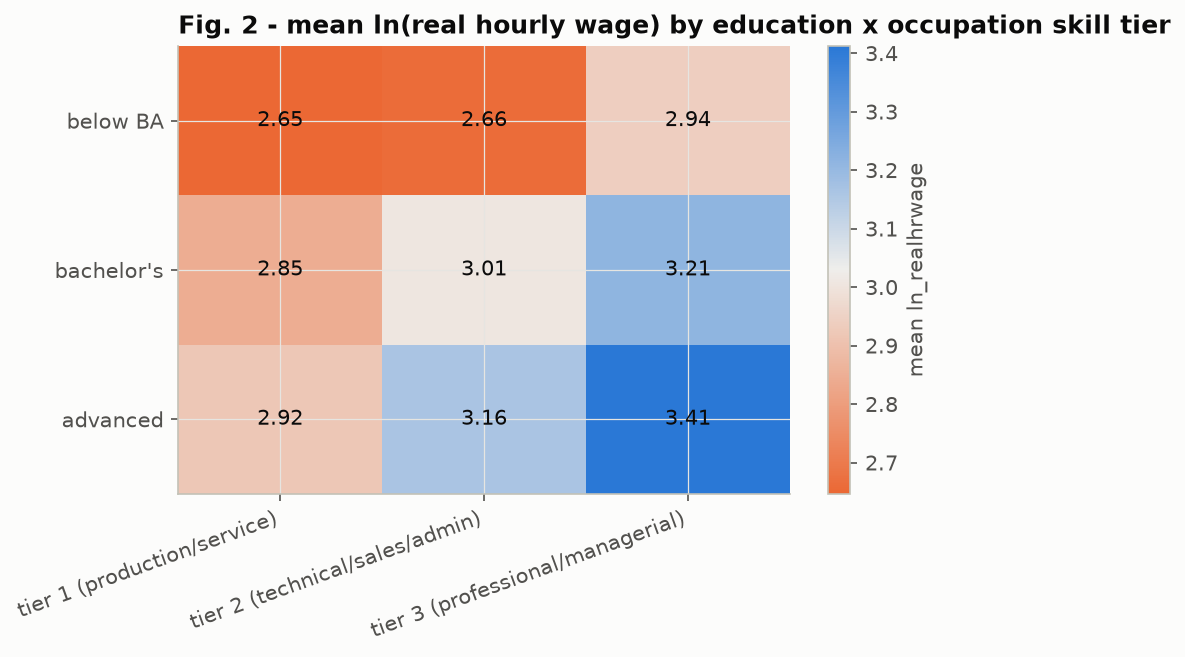 Fig. 2 - mean ln(real hourly wage) by education x occupation skill tier
below BA
2.65
2.66
2.94
bachelor's
2.85
3.01
3.21
advanced
2.92
3.16
3.41
tier 1 (production/service)
tier 2 (technical/sales/admin)
tier 3 (professional/managerial)
3.4
3.3
3.2
3.1
3.0
2.9
2.8
2.7
mean ln_realhrwage